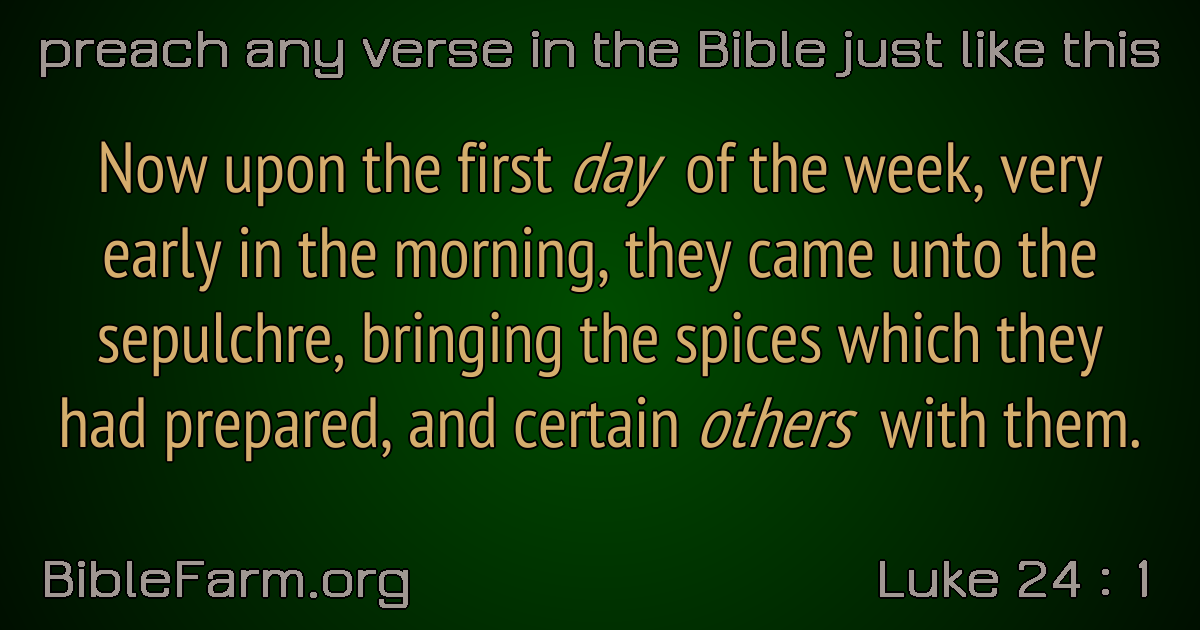 preach any verse in the Bible just like this
Now upon the first day of the week, very
early in the morning, they came unto the
sepulchre, bringing the spices which they
had prepared, and certain others with them.
BibleFarm.org
Luke 24 : 1